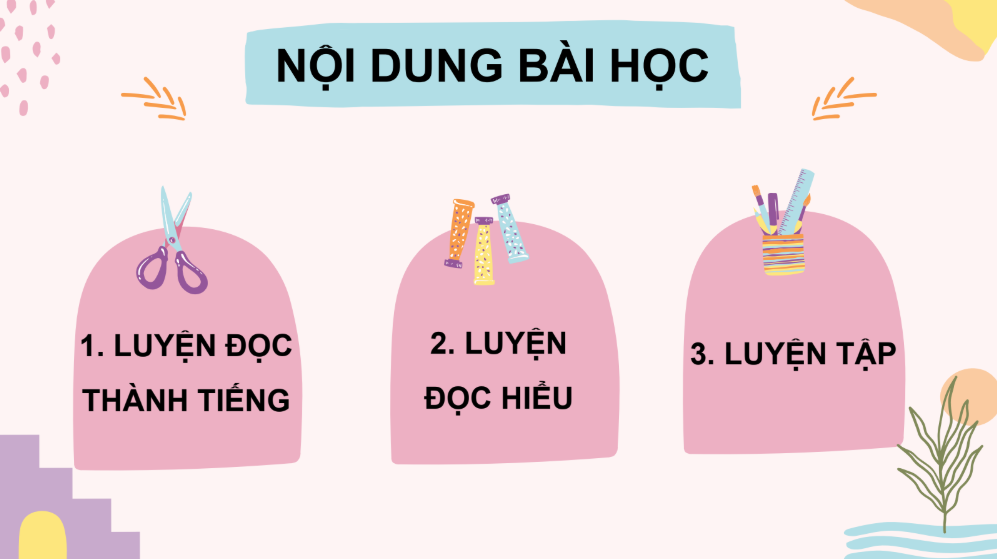 NỘI DUNG BÀI HỌC
1. LUYỆN ĐỌC
THÀNH TIẾNG
2. LUYỆN
ĐỌC HIỂU
3. LUYỆN TẬP